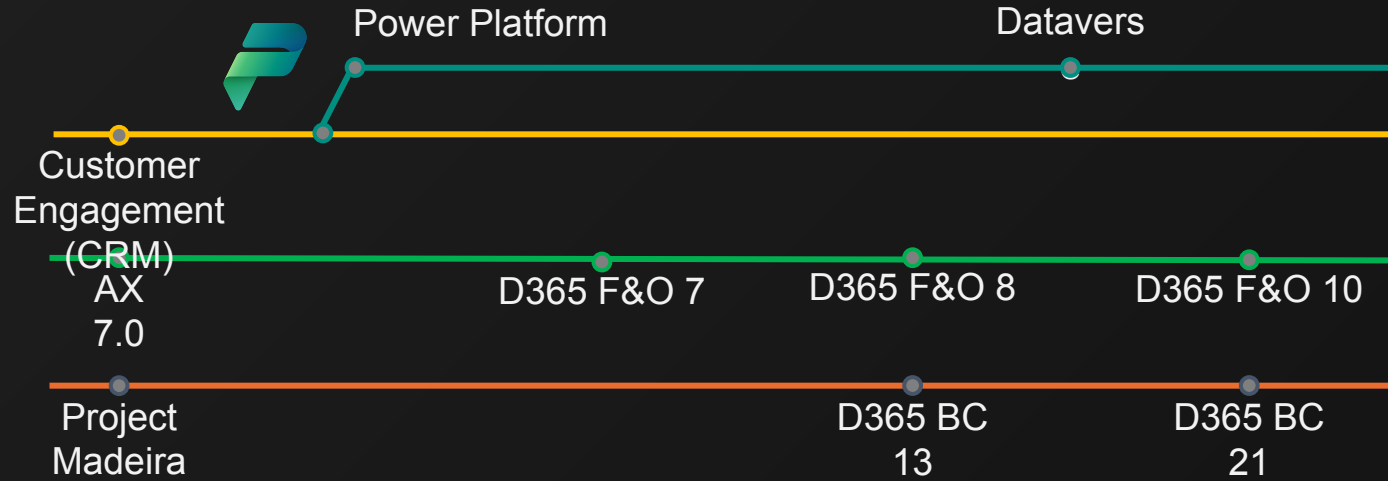 Power Platform
Datavers
Customer
Engagement
(CRM)
AX
7.0
D365 F&O 7
D365 F&O 8
D365 F&O 10
Project
Madeira
D365 BC
13
D365 BC
21